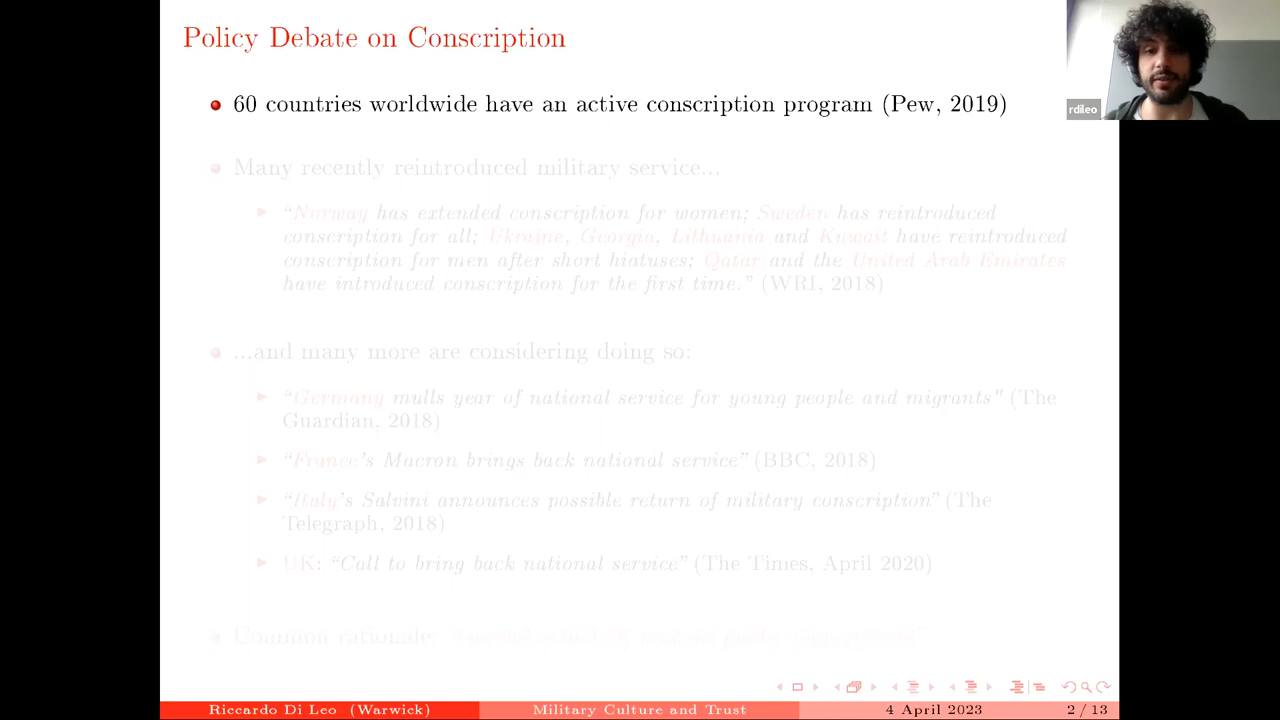 Policy Debate on Conscription
60 countries worldwide have an active conscription program (Pew, 2019)
rdileo
Many recently reintroduced military service...
“Norway has extended conscription for women; Sweden has reintroduced
conscription for all; Ukraine, Georgia, Lithuania and Kuwait have reintroduced
conscription for men after short hiatuses; Qatar and the United Arab Emirates
have introduced conscription for the first time.” (WRI, 2018)
...and many more are considering doing so:
“Germany mulls year of national service for young people and migrants" (The
Guardian, 2018)
“France's Macron brings back national service” (BBC, 2018)
“Italy's Salvini announces possible return of military conscription” (The
Telegraph, 2018)
UK: “Call to bring back national service” (The Times, April 2020)
Common rationale:
Riccardo Di Leo (Warwick)
Military Culture and Trust
4 April 2023
2 / 13